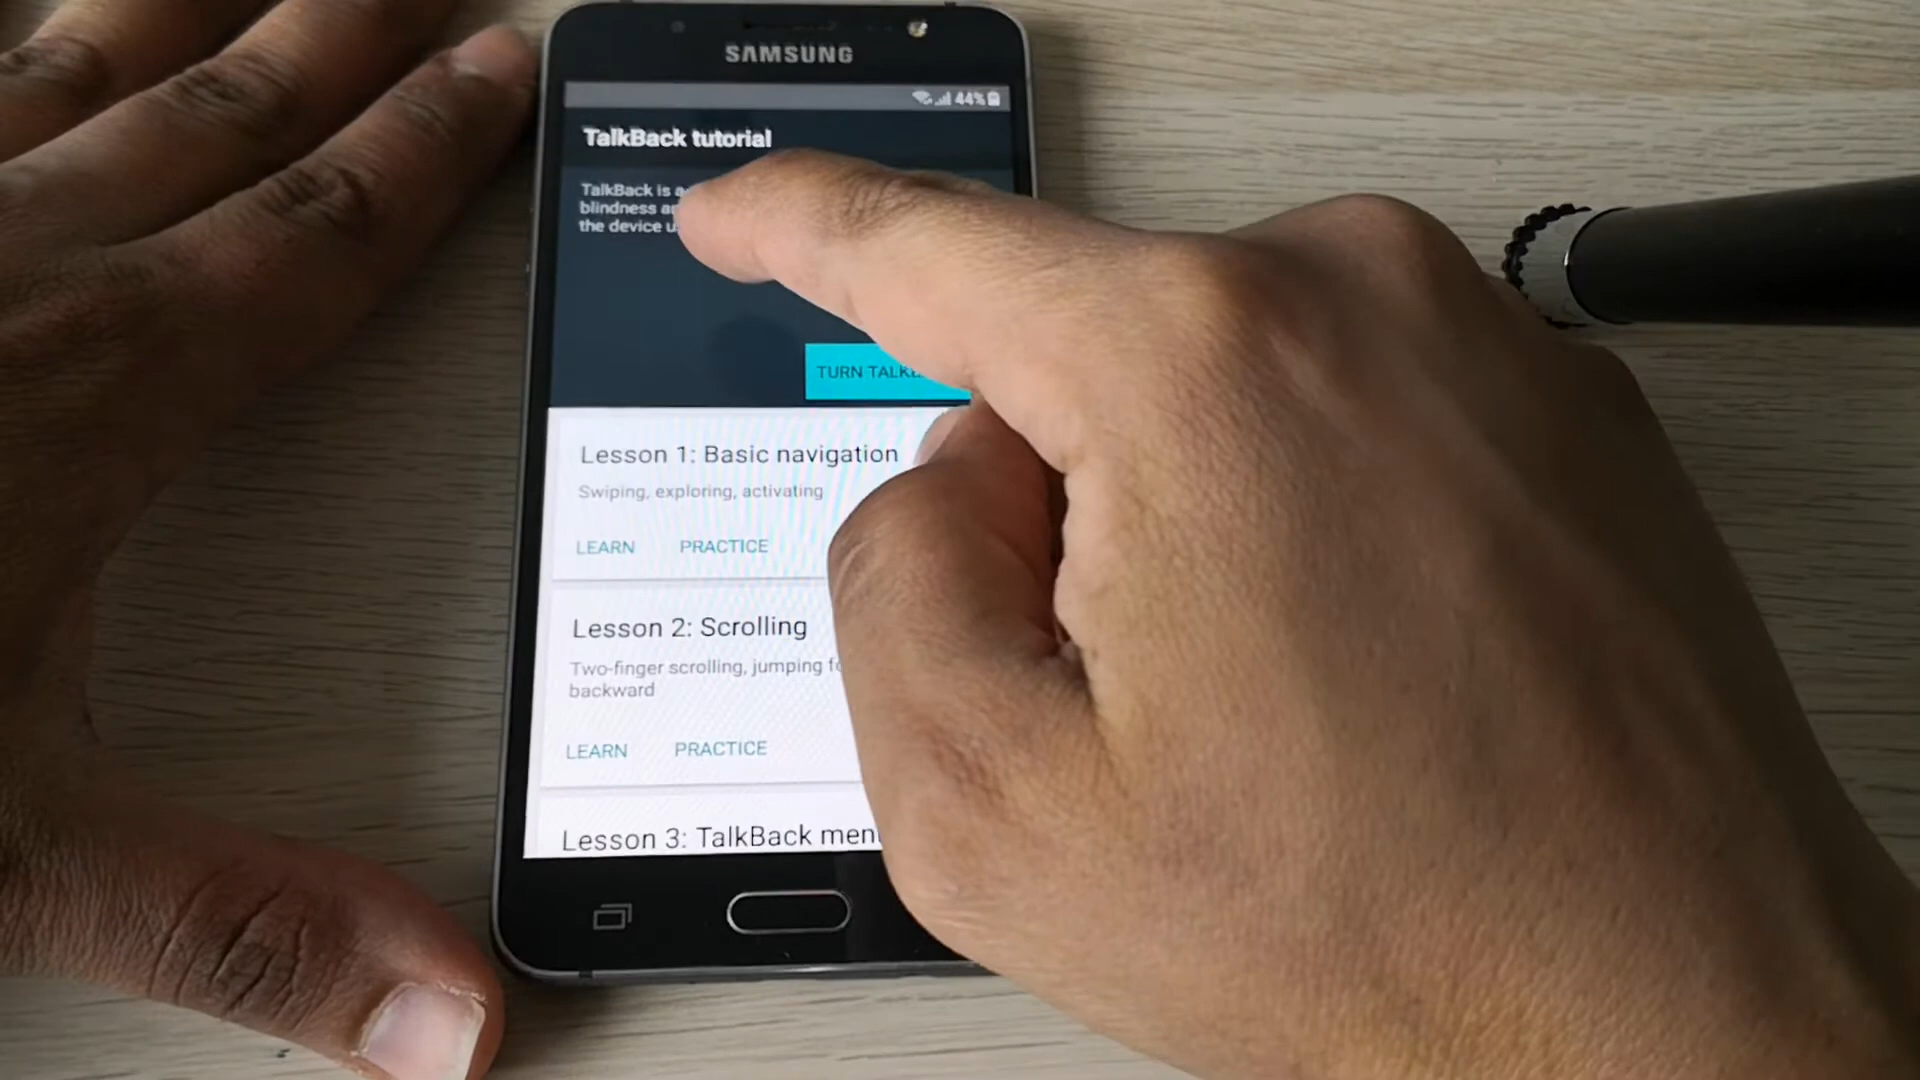 SAMSUNG
44%
TalkBack tutorial
TalkBack is
blindness
the device
TURN
Lesson 1: Basic navigation
Swiping, exploring, activating
LEARN PRACTICE
Lesson 2: Scrolling
Two-finger scrolling, jumping
backward
LEARN PRACTICE
Lesson 3: TalkBack